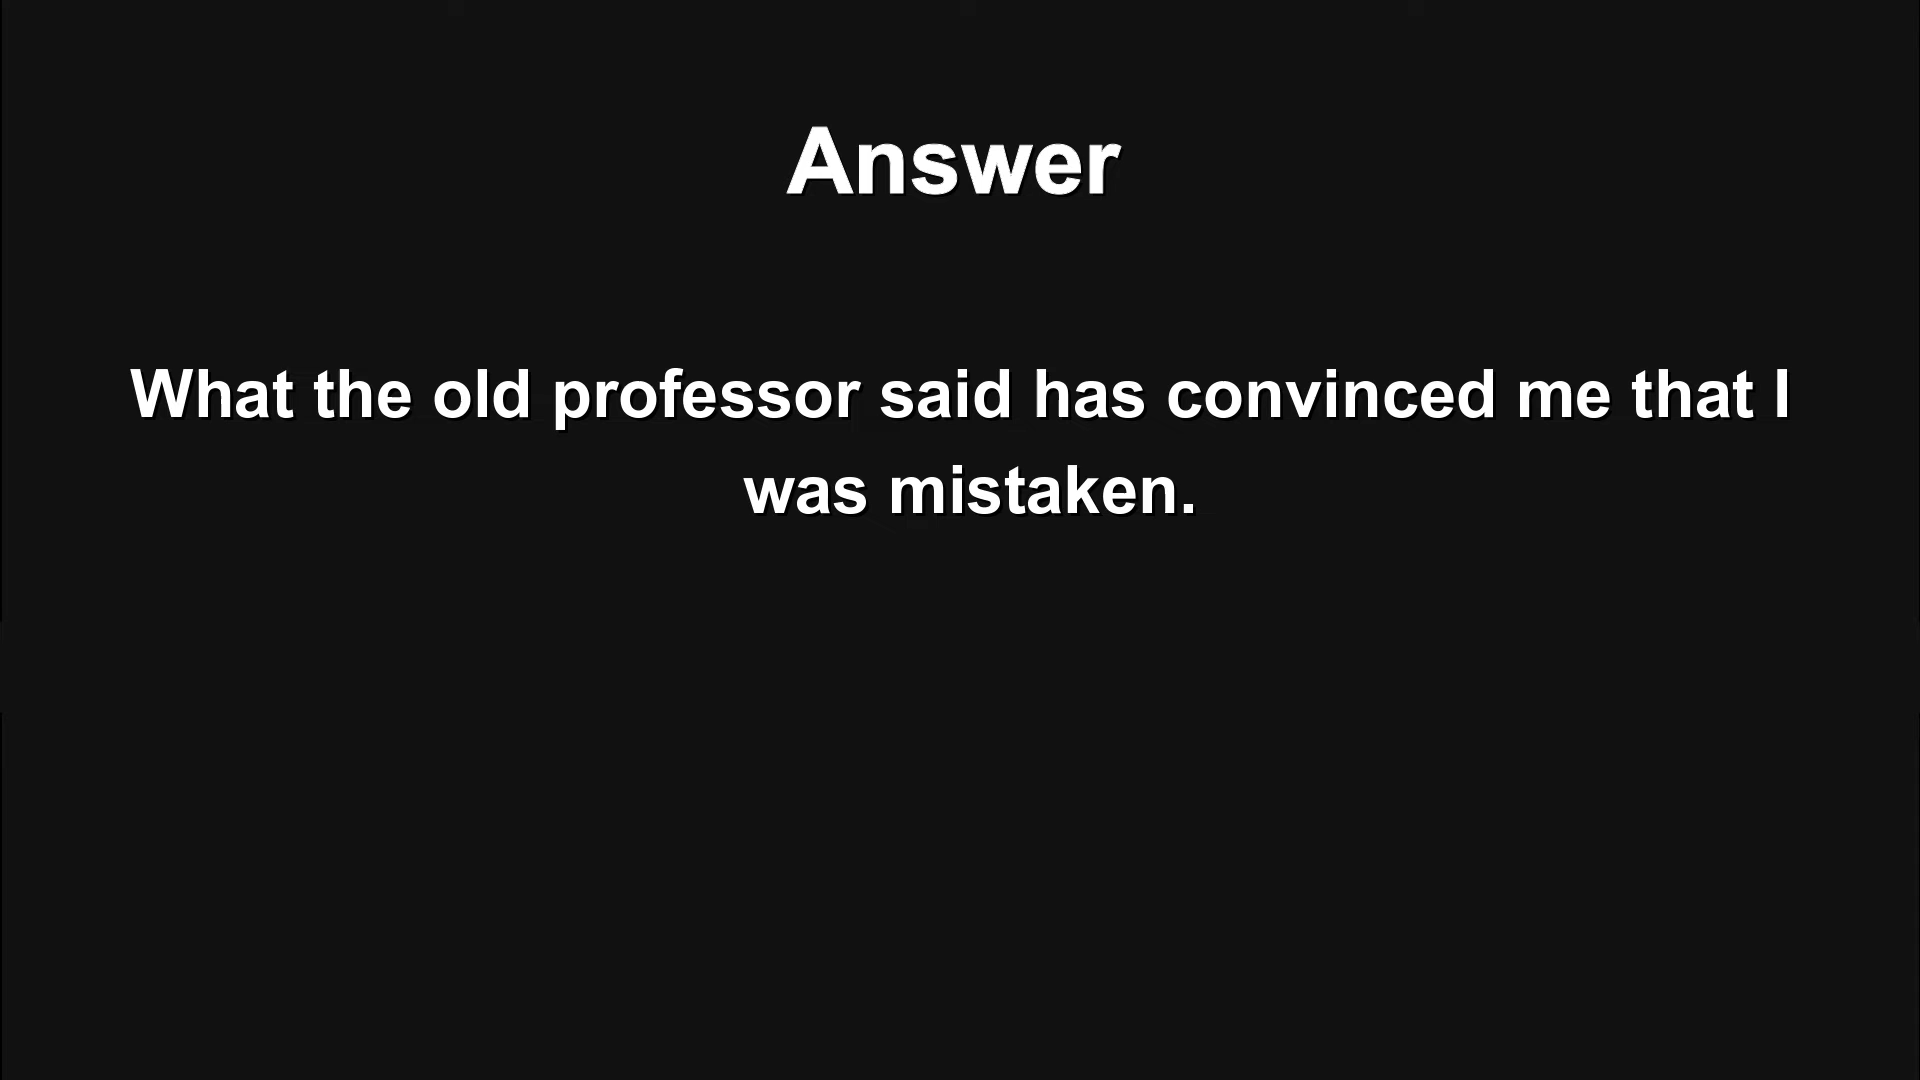 Answer
What the old professor said has convinced me that I
was mistaken.